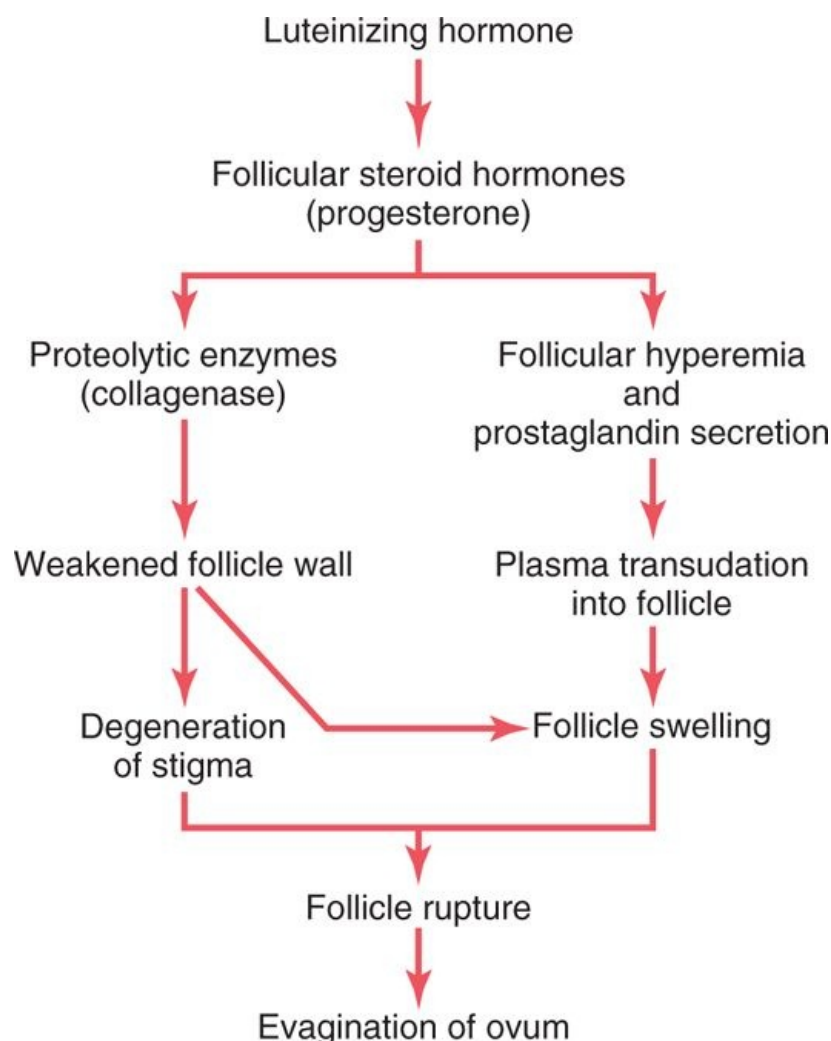 Luteinizing hormone
Follicular steroid hormones
(progesterone)
Proteolytic enzymes
(collagenase)
Follicular hyperemia
and
prostaglandin secretion
Weakened follicle wall
Plasma transudation
into follicle
Degeneration
of stigma
Follicle swelling
Follicle rupture
Evagination of ovum